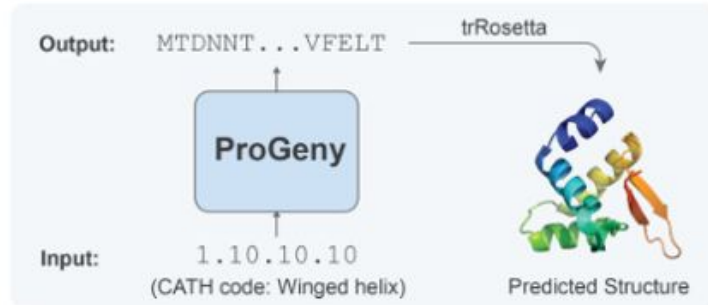 Output: MTDNNT...VFELT trRosetta
ProGeny
Input: 1.10.10.10
(CATH code: Winged helix) Predicted Structure